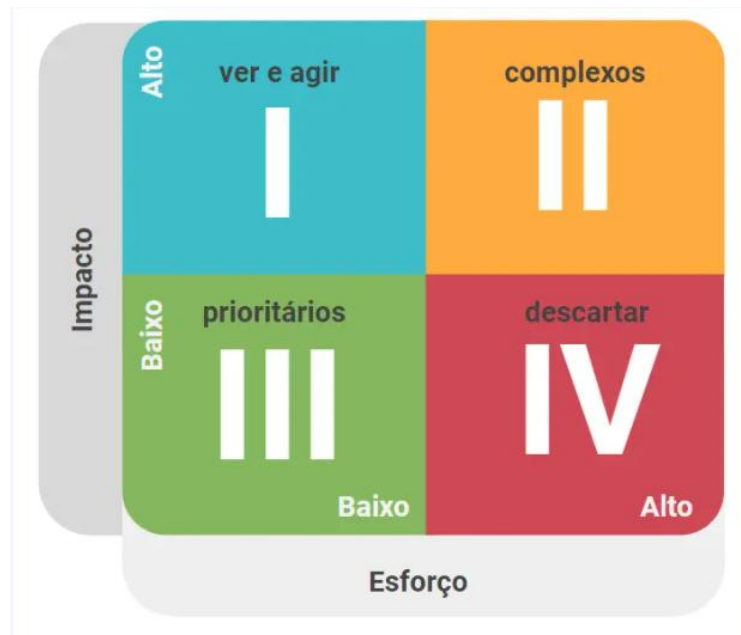 Impacto
Alto
ver e agir
I
complexos
II
Baixo
prioritários
III
Baixo
descartar
IV
Alto
Esforço